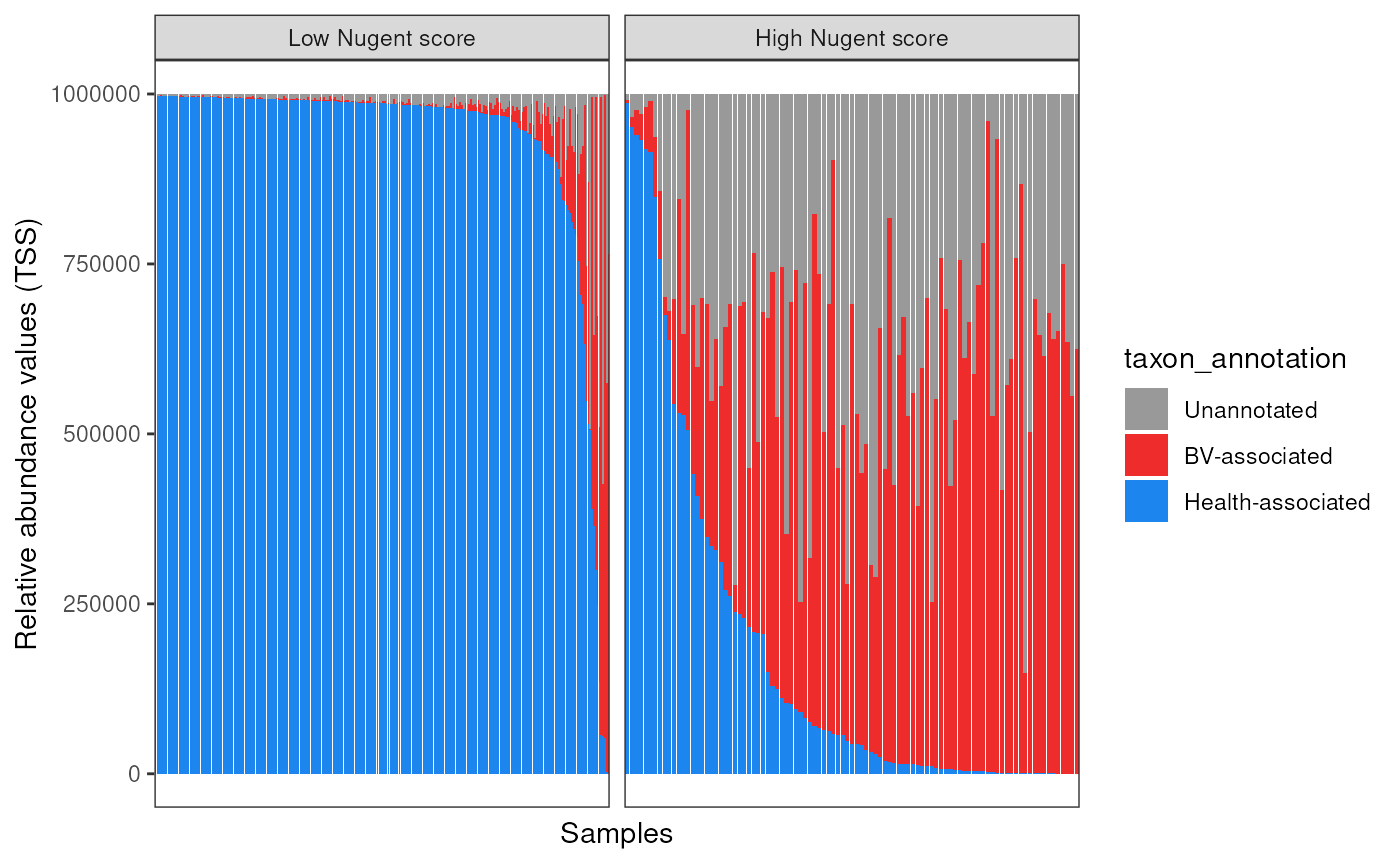 Low Nugent score
High Nugent score
1000000
750000
500000
250000
0
Relative abundance values (TSS)
Samples
taxon_annotation
Unannotated
BV-associated
Health-associated